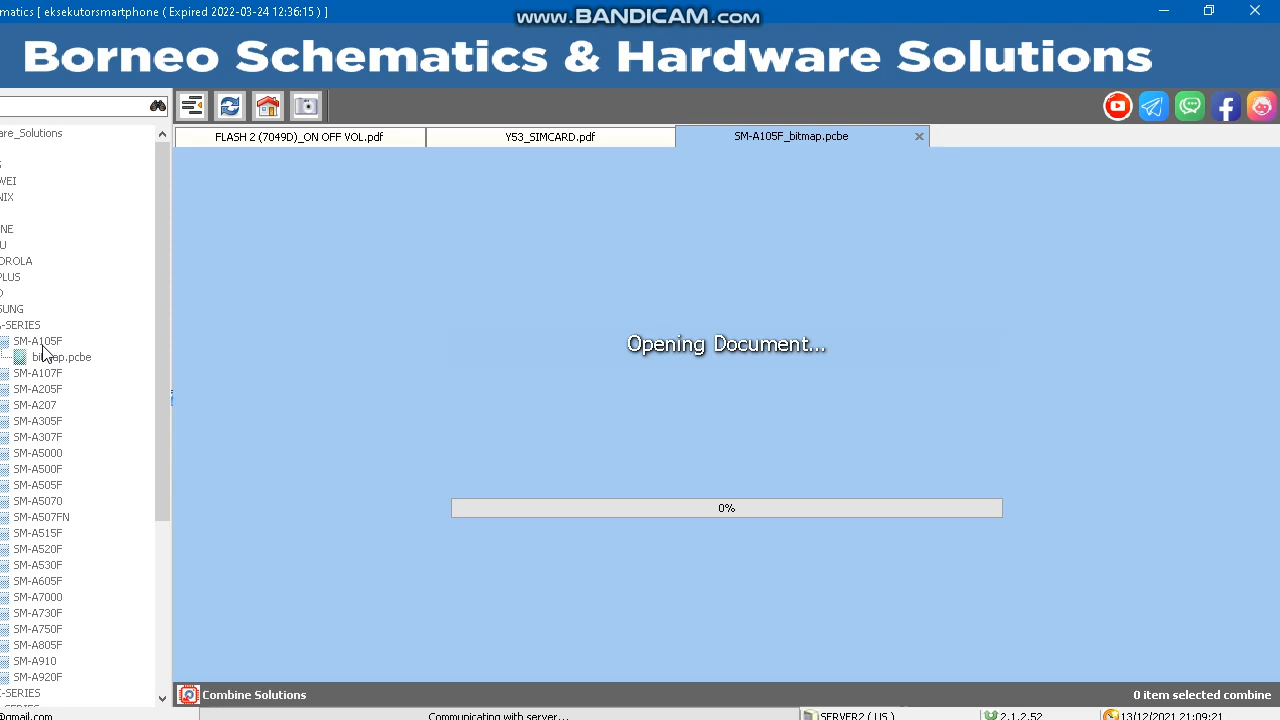 matics [ eksekutorsmartphone ( Expired 2022-03-24 12:36:15 ) ]
www.BANDICAM.com
Borneo Schematics & Hardware Solutions
are_Solutions
FLASH 2 (7049D)_ON OFF VOL.pdf
Y53_SIMCARD.pdf
SM-A105F_bitmap.pcbe
S
WEI
NIX
NE
U
OROLA
PLUS
O
SUNG
-SERIES
SM-A105F
bitmap.pcbe
SM-A107F
SM-A205F
SM-A207
SM-A305F
SM-A307F
SM-A5000
SM-A500F
SM-A505F
SM-A5070
SM-A507FN
SM-A515F
SM-A520F
SM-A530F
SM-A605F
SM-A7000
SM-A730F
SM-A750F
SM-A805F
SM-A910
SM-A920F
-SERIES
Opening Document...
0%
Combine Solutions
0 item selected combine
@gmail.com
Communicating with server...
SERVER2 ( US )
2.1.2.52
13/12/2021 21:09:21